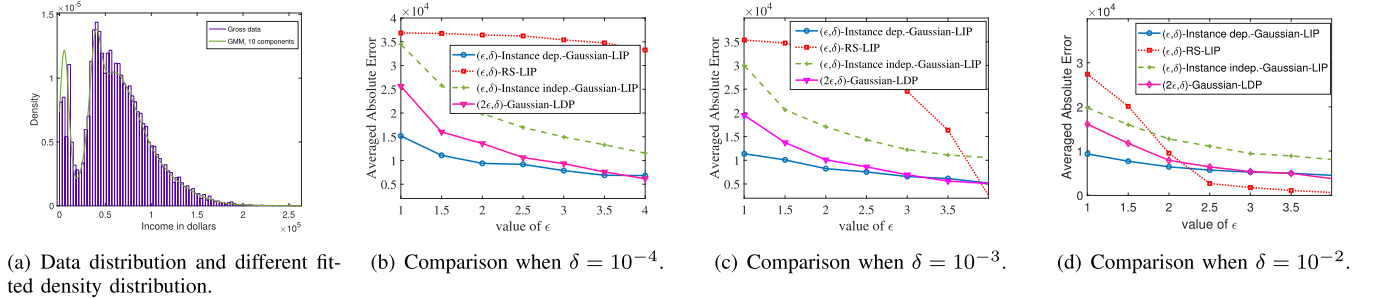 ×10⁻⁵
1.5
1
0.5
0
Density
Gross data
GMM, 10 components
0 0.5 1 1.5 2 2.5
×10⁵
Income in dollars
(a) Data distribution and different fit-
ted density distribution.
×10⁴
4
3.5
3
2.5
2
1.5
1
0.5
Averaged Absolute Error
(ϵ,δ)-Instance dep.-Gaussian-LIP
(ϵ,δ)-RS-LIP
(ϵ,δ)-Instance indep.-Gaussian-LIP
(2ϵ,δ)-Gaussian-LDP
1 1.5 2 2.5 3 3.5 4
value of ϵ
(b) Comparison when δ = 10⁻⁴.
×10⁴
4
3.5
3
2.5
2
1.5
1
0.5
Averaged Absolute Error
(ϵ,δ)-Instance dep.-Gaussian-LIP
(ϵ,δ)-RS-LIP
(ϵ,δ)-Instance indep.-Gaussian-LIP
(2ϵ,δ)-Gaussian-LDP
1 1.5 2 2.5 3 3.5 4
value of ϵ
(c) Comparison when δ = 10⁻³.
×10⁴
4
3
2
1
0
Averaged Absolute Error
(ϵ,δ)-Instance dep.-Gaussian-LIP
(ϵ,δ)-RS-LIP
(ϵ,δ)-Instance indep.-Gaussian-LIP
(2ϵ,δ)-Gaussian-LDP
1 1.5 2 2.5 3 3.5
value of ϵ
(d) Comparison when δ = 10⁻².